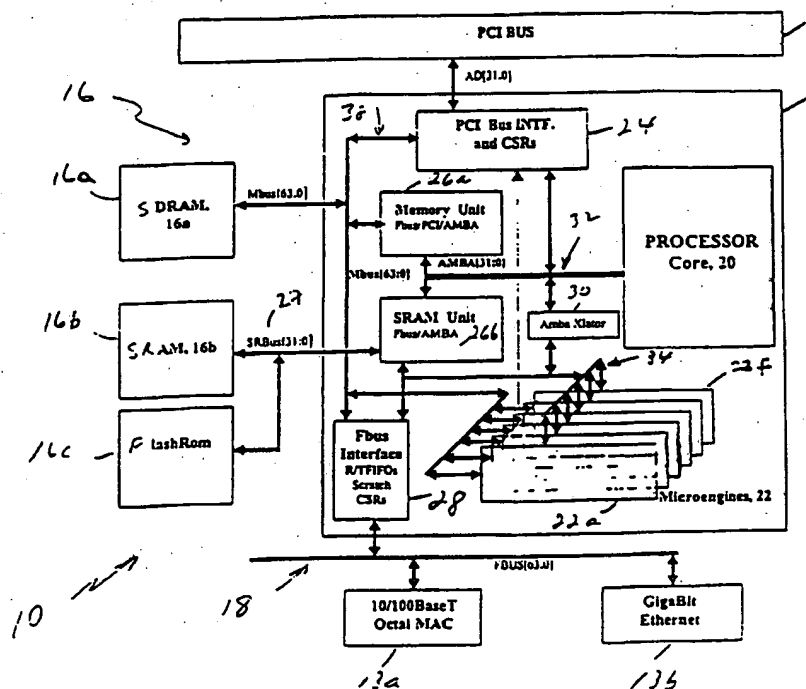 PCI BUS
AD[31.0]
16
38
PCI Bus INTF.
and CSRs
24
16a
SDRAM,
16a
Mbus[63.0]
26a
Memory Unit
Fbus/PCI/AMBA
32
PROCESSOR
Core, 20
AMBA(31:0)
Mbus(63:0)
30
Amba Xlator
16b
SRAM, 16b
27
SRBus[31.0]
SRAM Unit
Fbus/AMBA
26b
34
22f
16c
FlashRom
Fbus
Interface
R/TFIFOs
Scratch
CSRs
28
22a
Microengines, 22
10
18
FBUS[63.0]
10/100BaseT
Octal MAC
GigaBit
Ethernet
13a
13b